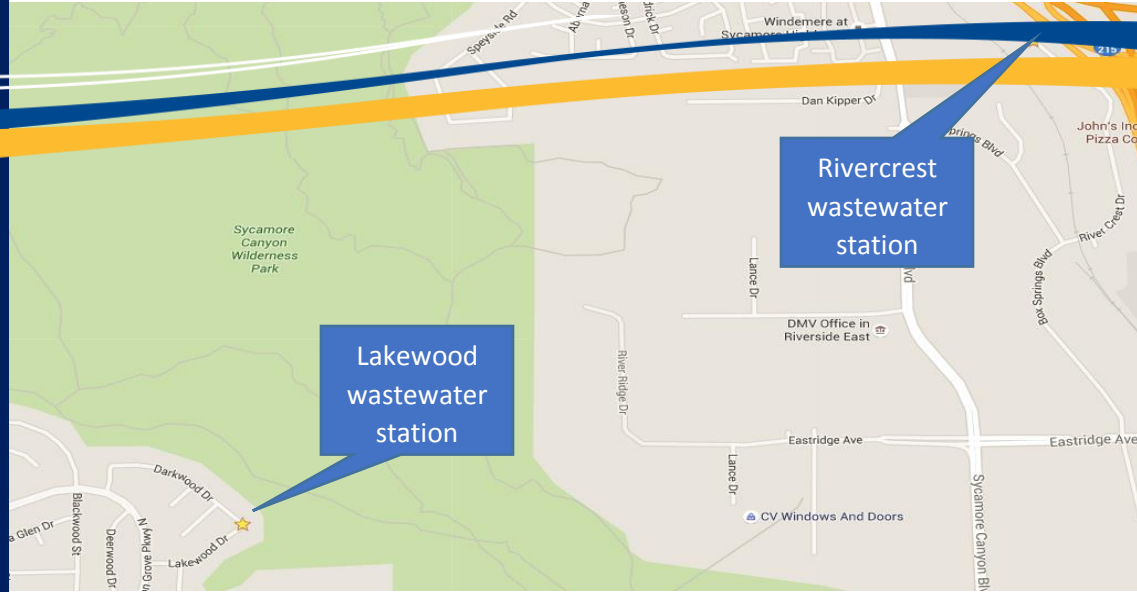 Windemere at
Speyside Rd
Dan Kipper Dr
215
John's
Pizza
Rivercrest
wastewater
station
Springs Blvd
River Crest Dr
Sycamore
Canyon
Wilderness
Park
Lance Dr
Box Springs Blvd
DMV Office in
Riverside East
Lakewood
wastewater
station
River Ridge Dr
Eastridge Ave
Eastridge Ave
Darkwood Dr
Lance Dr
Blackwood St
Glen Dr
Deerwood Dr
Lakewood Dr
CV Windows And Doors
Sycamore Canyon